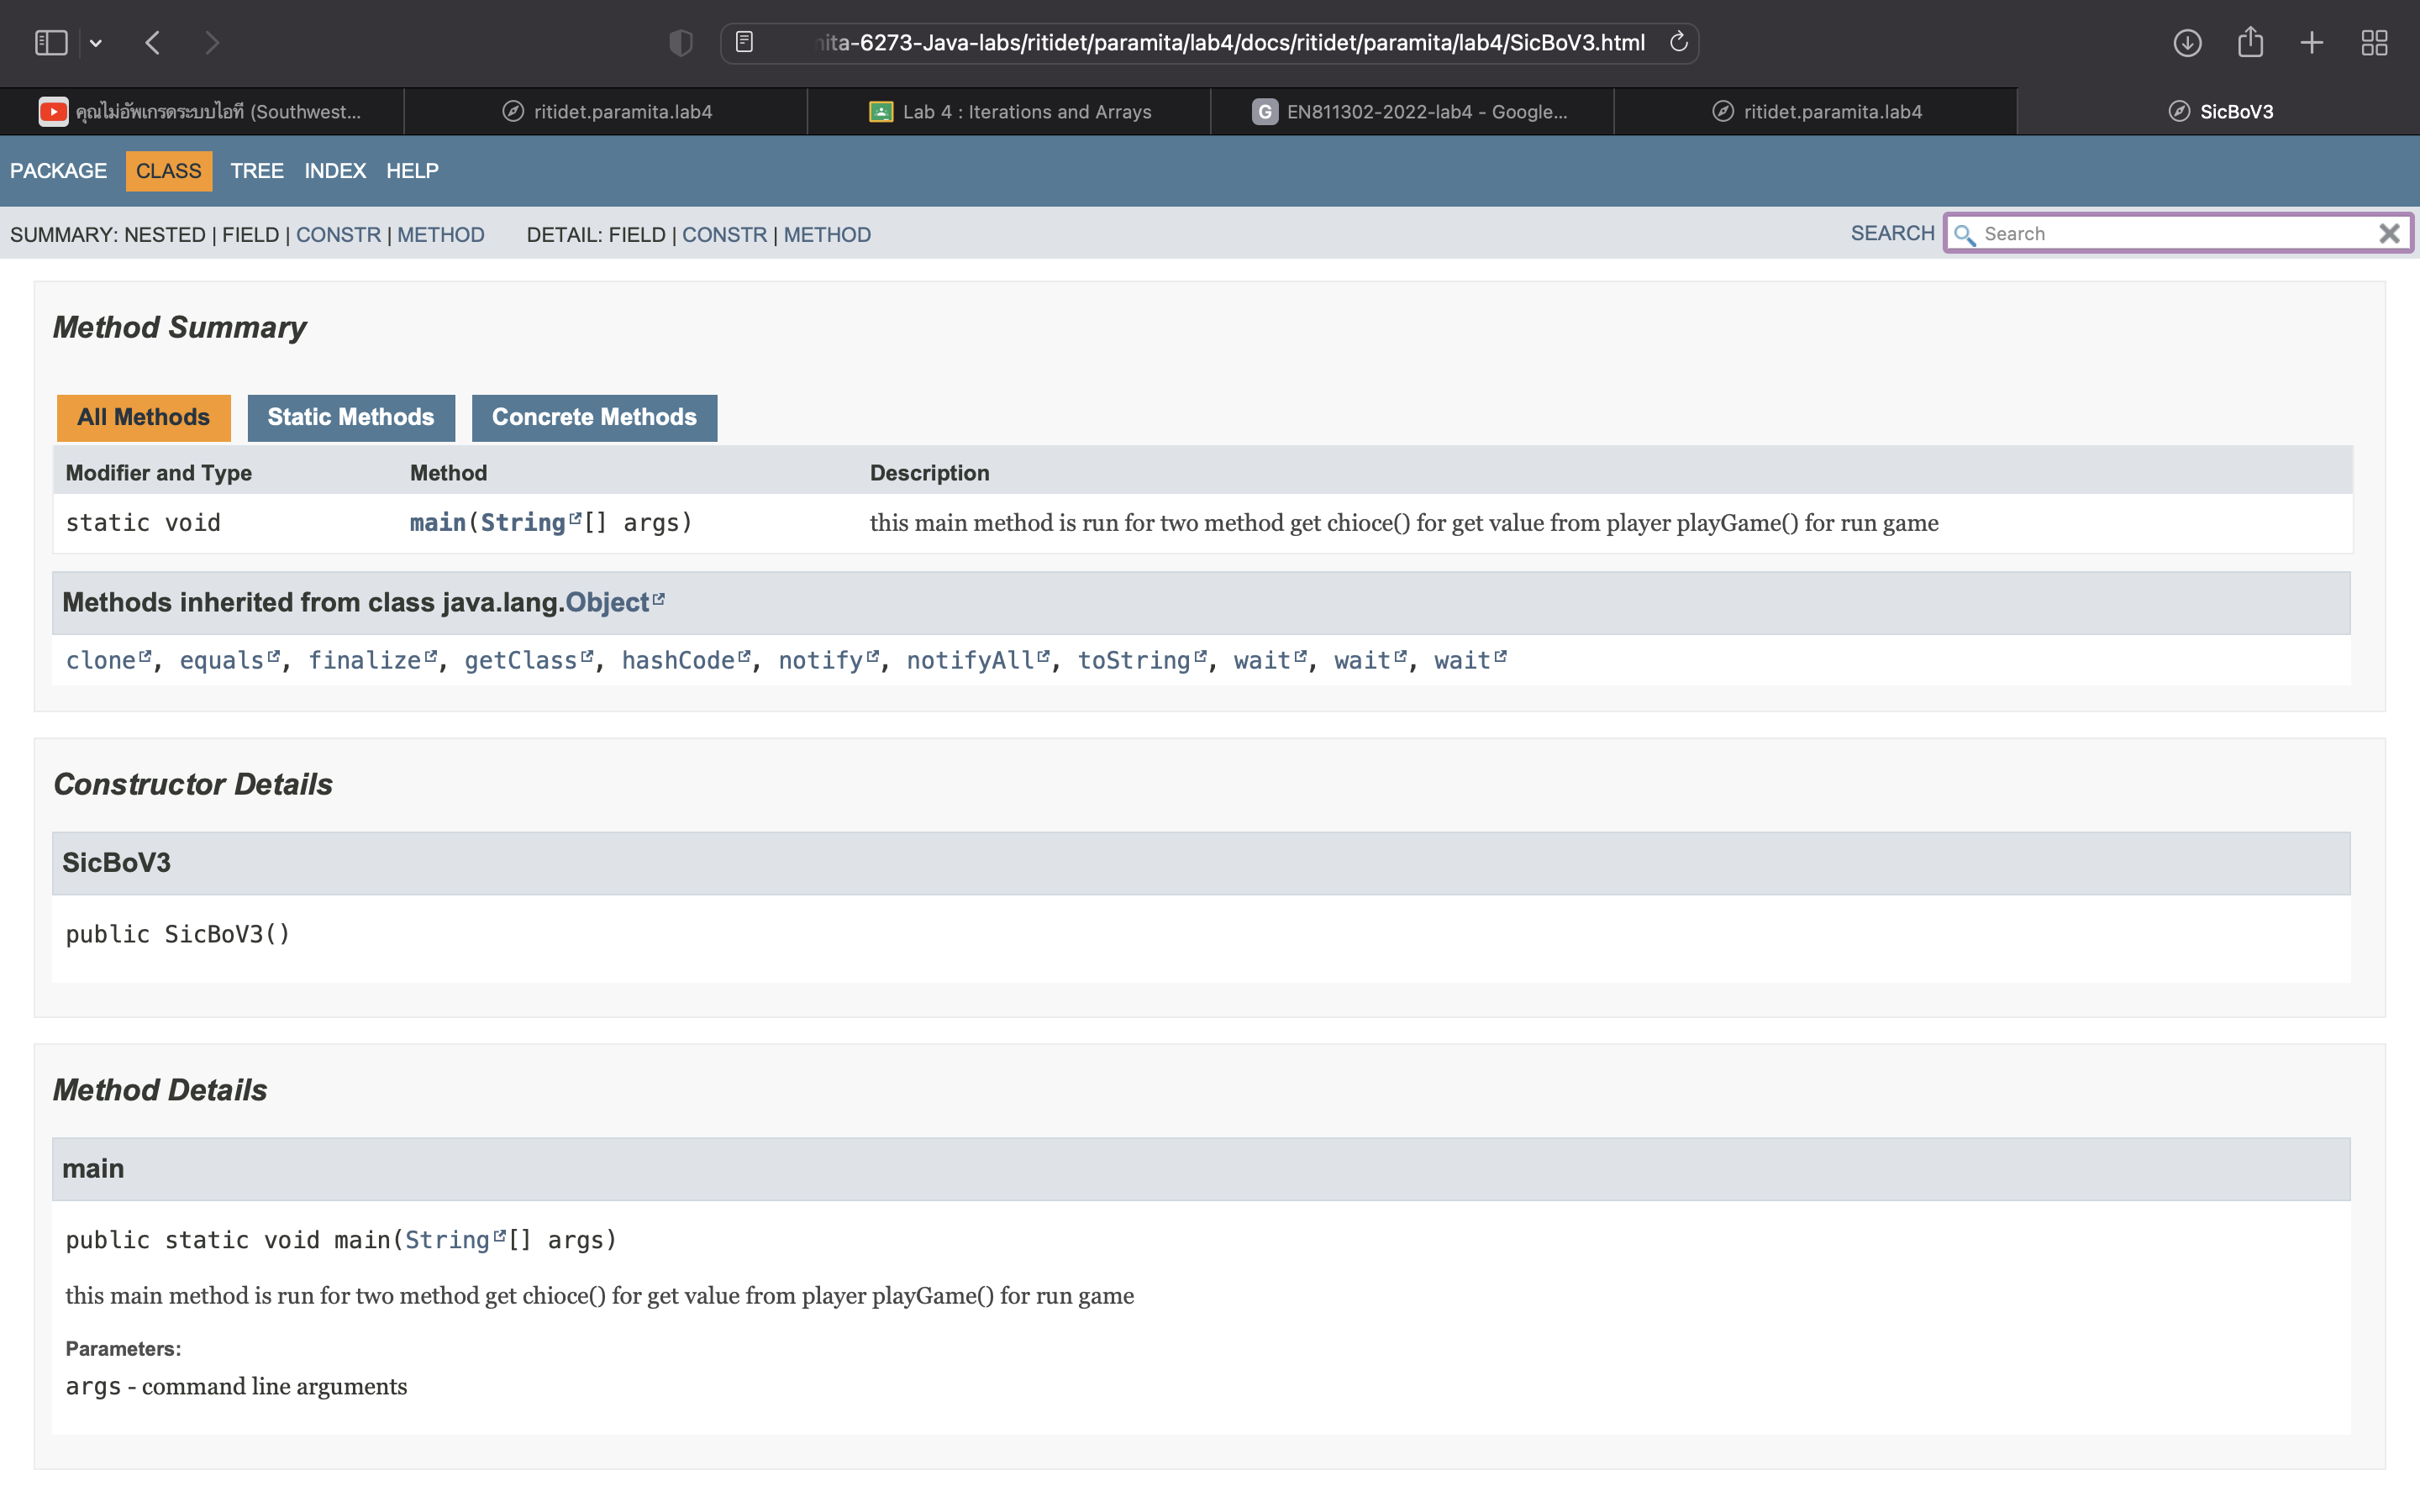 ita-6273-Java-labs/ritidet/paramita/lab4/docs/ritidet/paramita/lab4/SicBoV3.html
คุณไม่อัพเกรดระบบไอที (Southwest...
ritidet.paramita.lab4
Lab 4 : Iterations and Arrays
G EN811302-2022-lab4 - Google...
ritidet.paramita.lab4
SicBoV3
PACKAGE CLASS TREE INDEX HELP
SUMMARY: NESTED | FIELD | CONSTR | METHOD DETAIL: FIELD | CONSTR | METHOD
SEARCH Search
Method Summary
All Methods Static Methods Concrete Methods
Modifier and Type Method Description
static void main(String[] args) this main method is run for two method get chioce() for get value from player playGame() for run game
Methods inherited from class java.lang.Object
clone, equals, finalize, getClass, hashCode, notify, notifyAll, toString, wait, wait, wait
Constructor Details
SicBoV3
public SicBoV3()
Method Details
main
public static void main(String[] args)
this main method is run for two method get chioce() for get value from player playGame() for run game
Parameters:
args - command line arguments